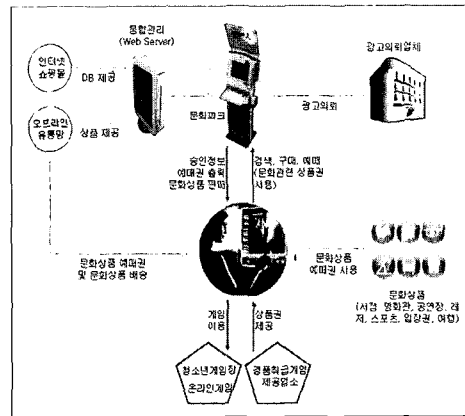 통합관리
(Web Server)
인터넷
쇼핑몰
DB 제공
오프라인
유통망
상품 제공
문화파크
광고의뢰
광고의뢰업체
승인정보
예매권 출력
문화상품 판매
검색, 구매, 예매
(문화관련 상품권
사용)
문화상품 예매권
및 문화상품 배송
문화상품
예매권 사용
문화상품
(서점, 영화관, 공연장, 레
저, 스포츠, 입장권, 여행)
게임
이용
상품권
제공
청소년게임장
온라인게임
경품취급게임
제공업소